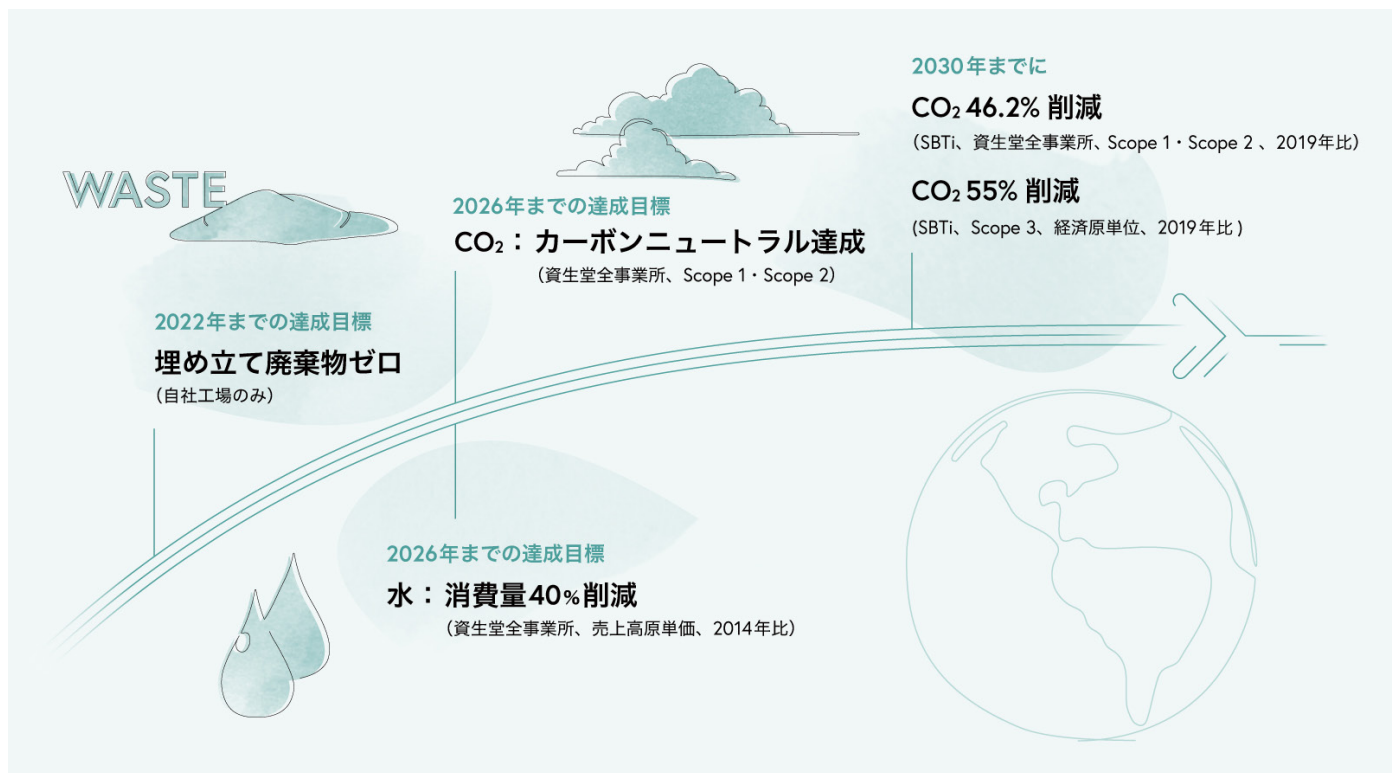 WASTE
2022年までの達成目標
埋め立て廃棄物ゼロ
（自社工場のみ）
2026年までの達成目標
CO₂：カーボンニュートラル達成
（資生堂全事業所、Scope 1・Scope 2）
2026年までの達成目標
水：消費量40%削減
（資生堂全事業所、売上高原単価、2014年比）
2030年までに
CO₂ 46.2% 削減
（SBTi、資生堂全事業所、Scope 1・Scope 2 、2019年比）
CO₂ 55% 削減
(SBTi、Scope 3、経済原単位、2019年比 )